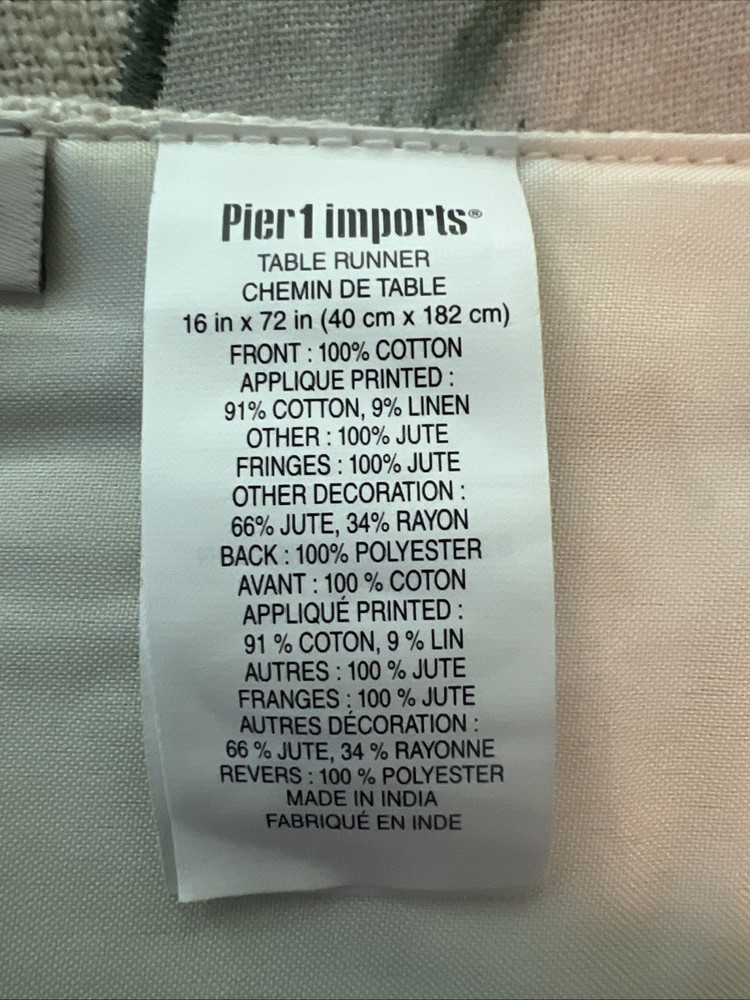 Pier1 imports®
TABLE RUNNER
CHEMIN DE TABLE
16 in x 72 in (40 cm x 182 cm)
FRONT : 100% COTTON
APPLIQUE PRINTED :
91% COTTON, 9% LINEN
OTHER : 100% JUTE
FRINGES : 100% JUTE
OTHER DECORATION :
66% JUTE, 34% RAYON
BACK : 100% POLYESTER
AVANT : 100 % COTON
APPLIQUÉ PRINTED :
91 % COTON, 9 % LIN
AUTRES : 100 % JUTE
FRANGES : 100 % JUTE
AUTRES DÉCORATION :
66 % JUTE, 34 % RAYONNE
REVERS : 100 % POLYESTER
MADE IN INDIA
FABRIQUÉ EN INDE